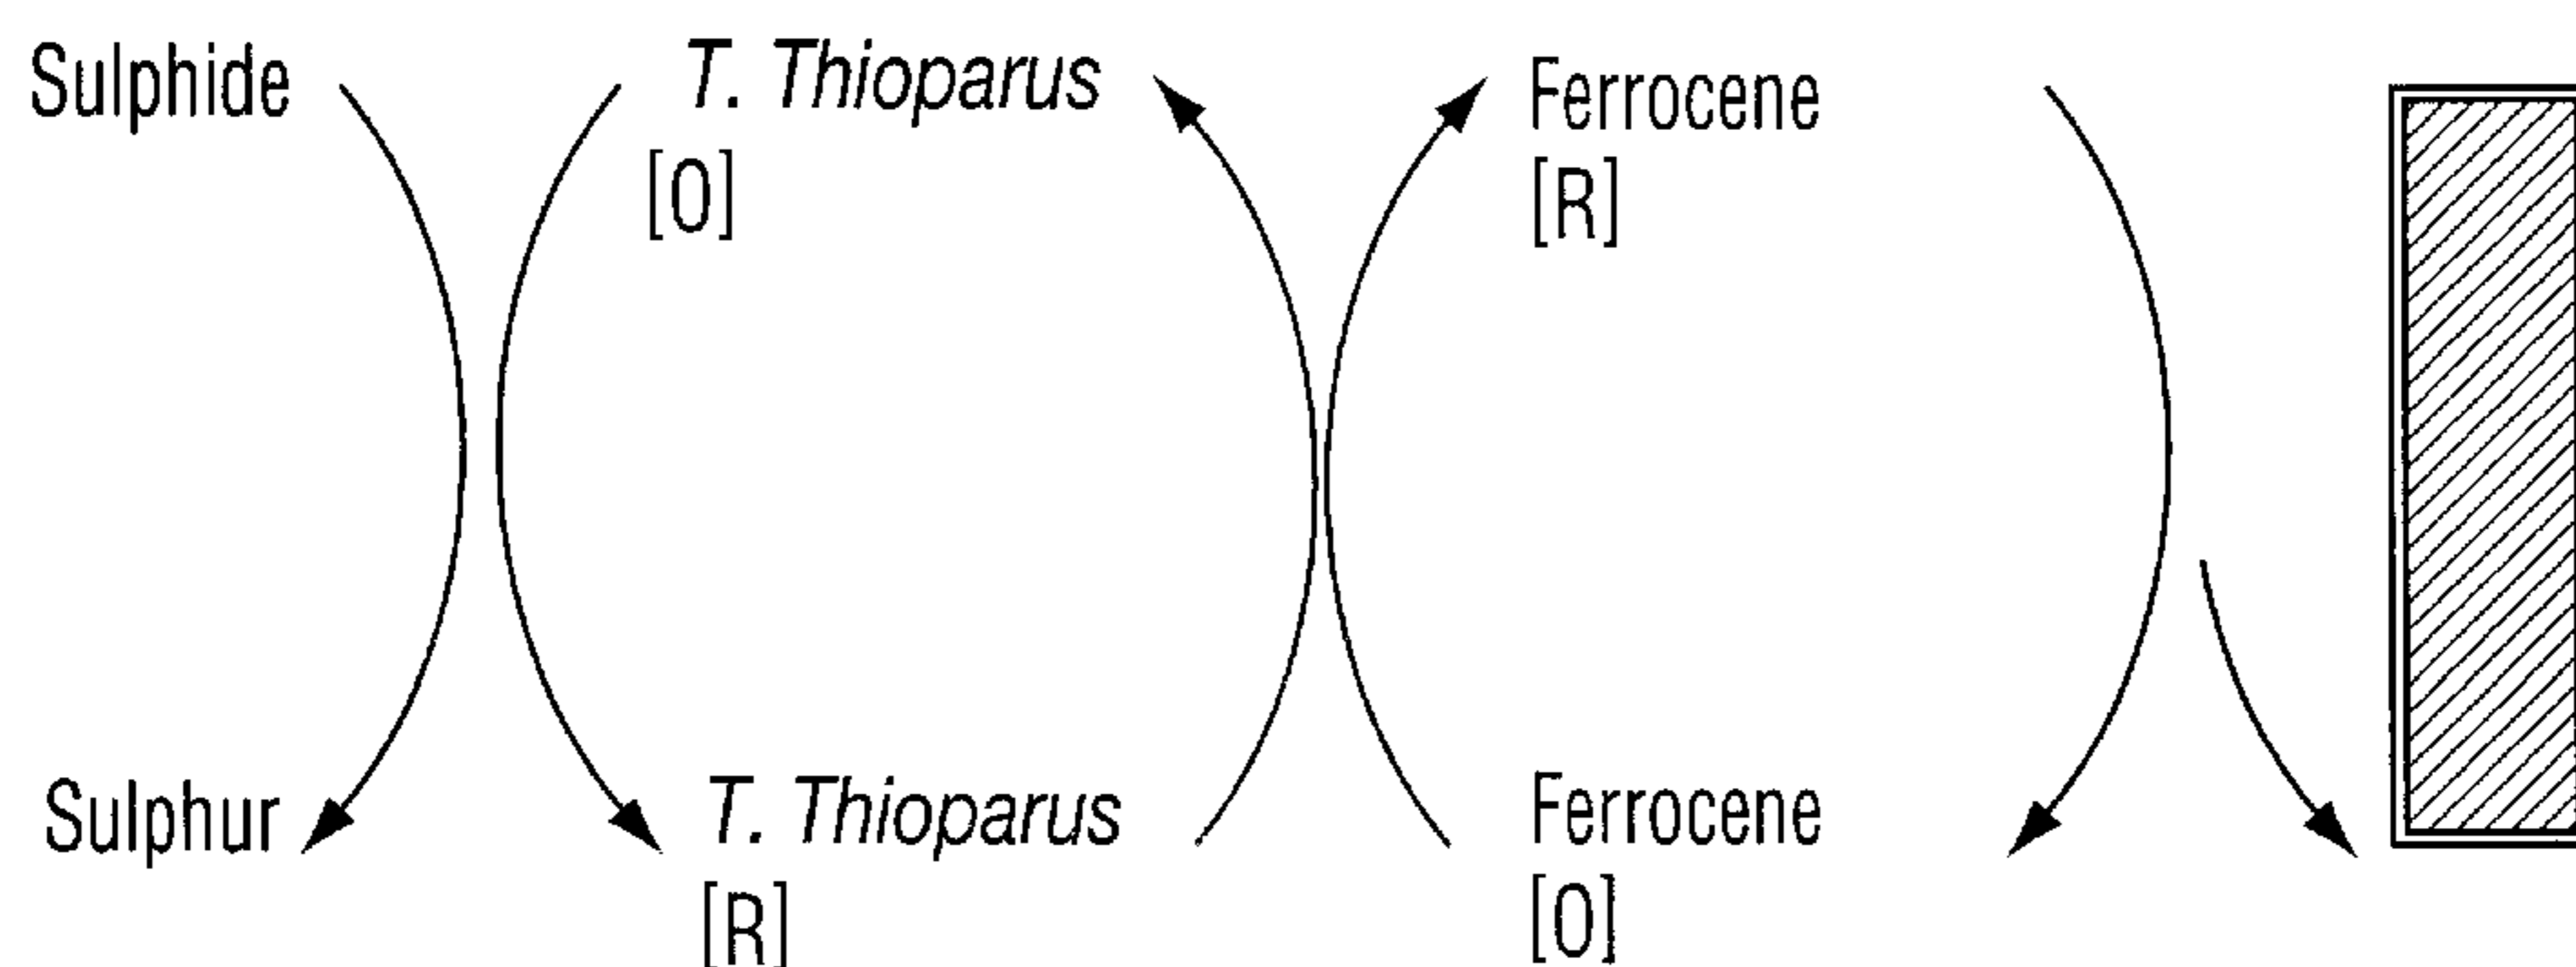 Sulphide
T. Thioparus
[O]
Ferrocene
[R]
Sulphur
T. Thioparus
[R]
Ferrocene
[O]